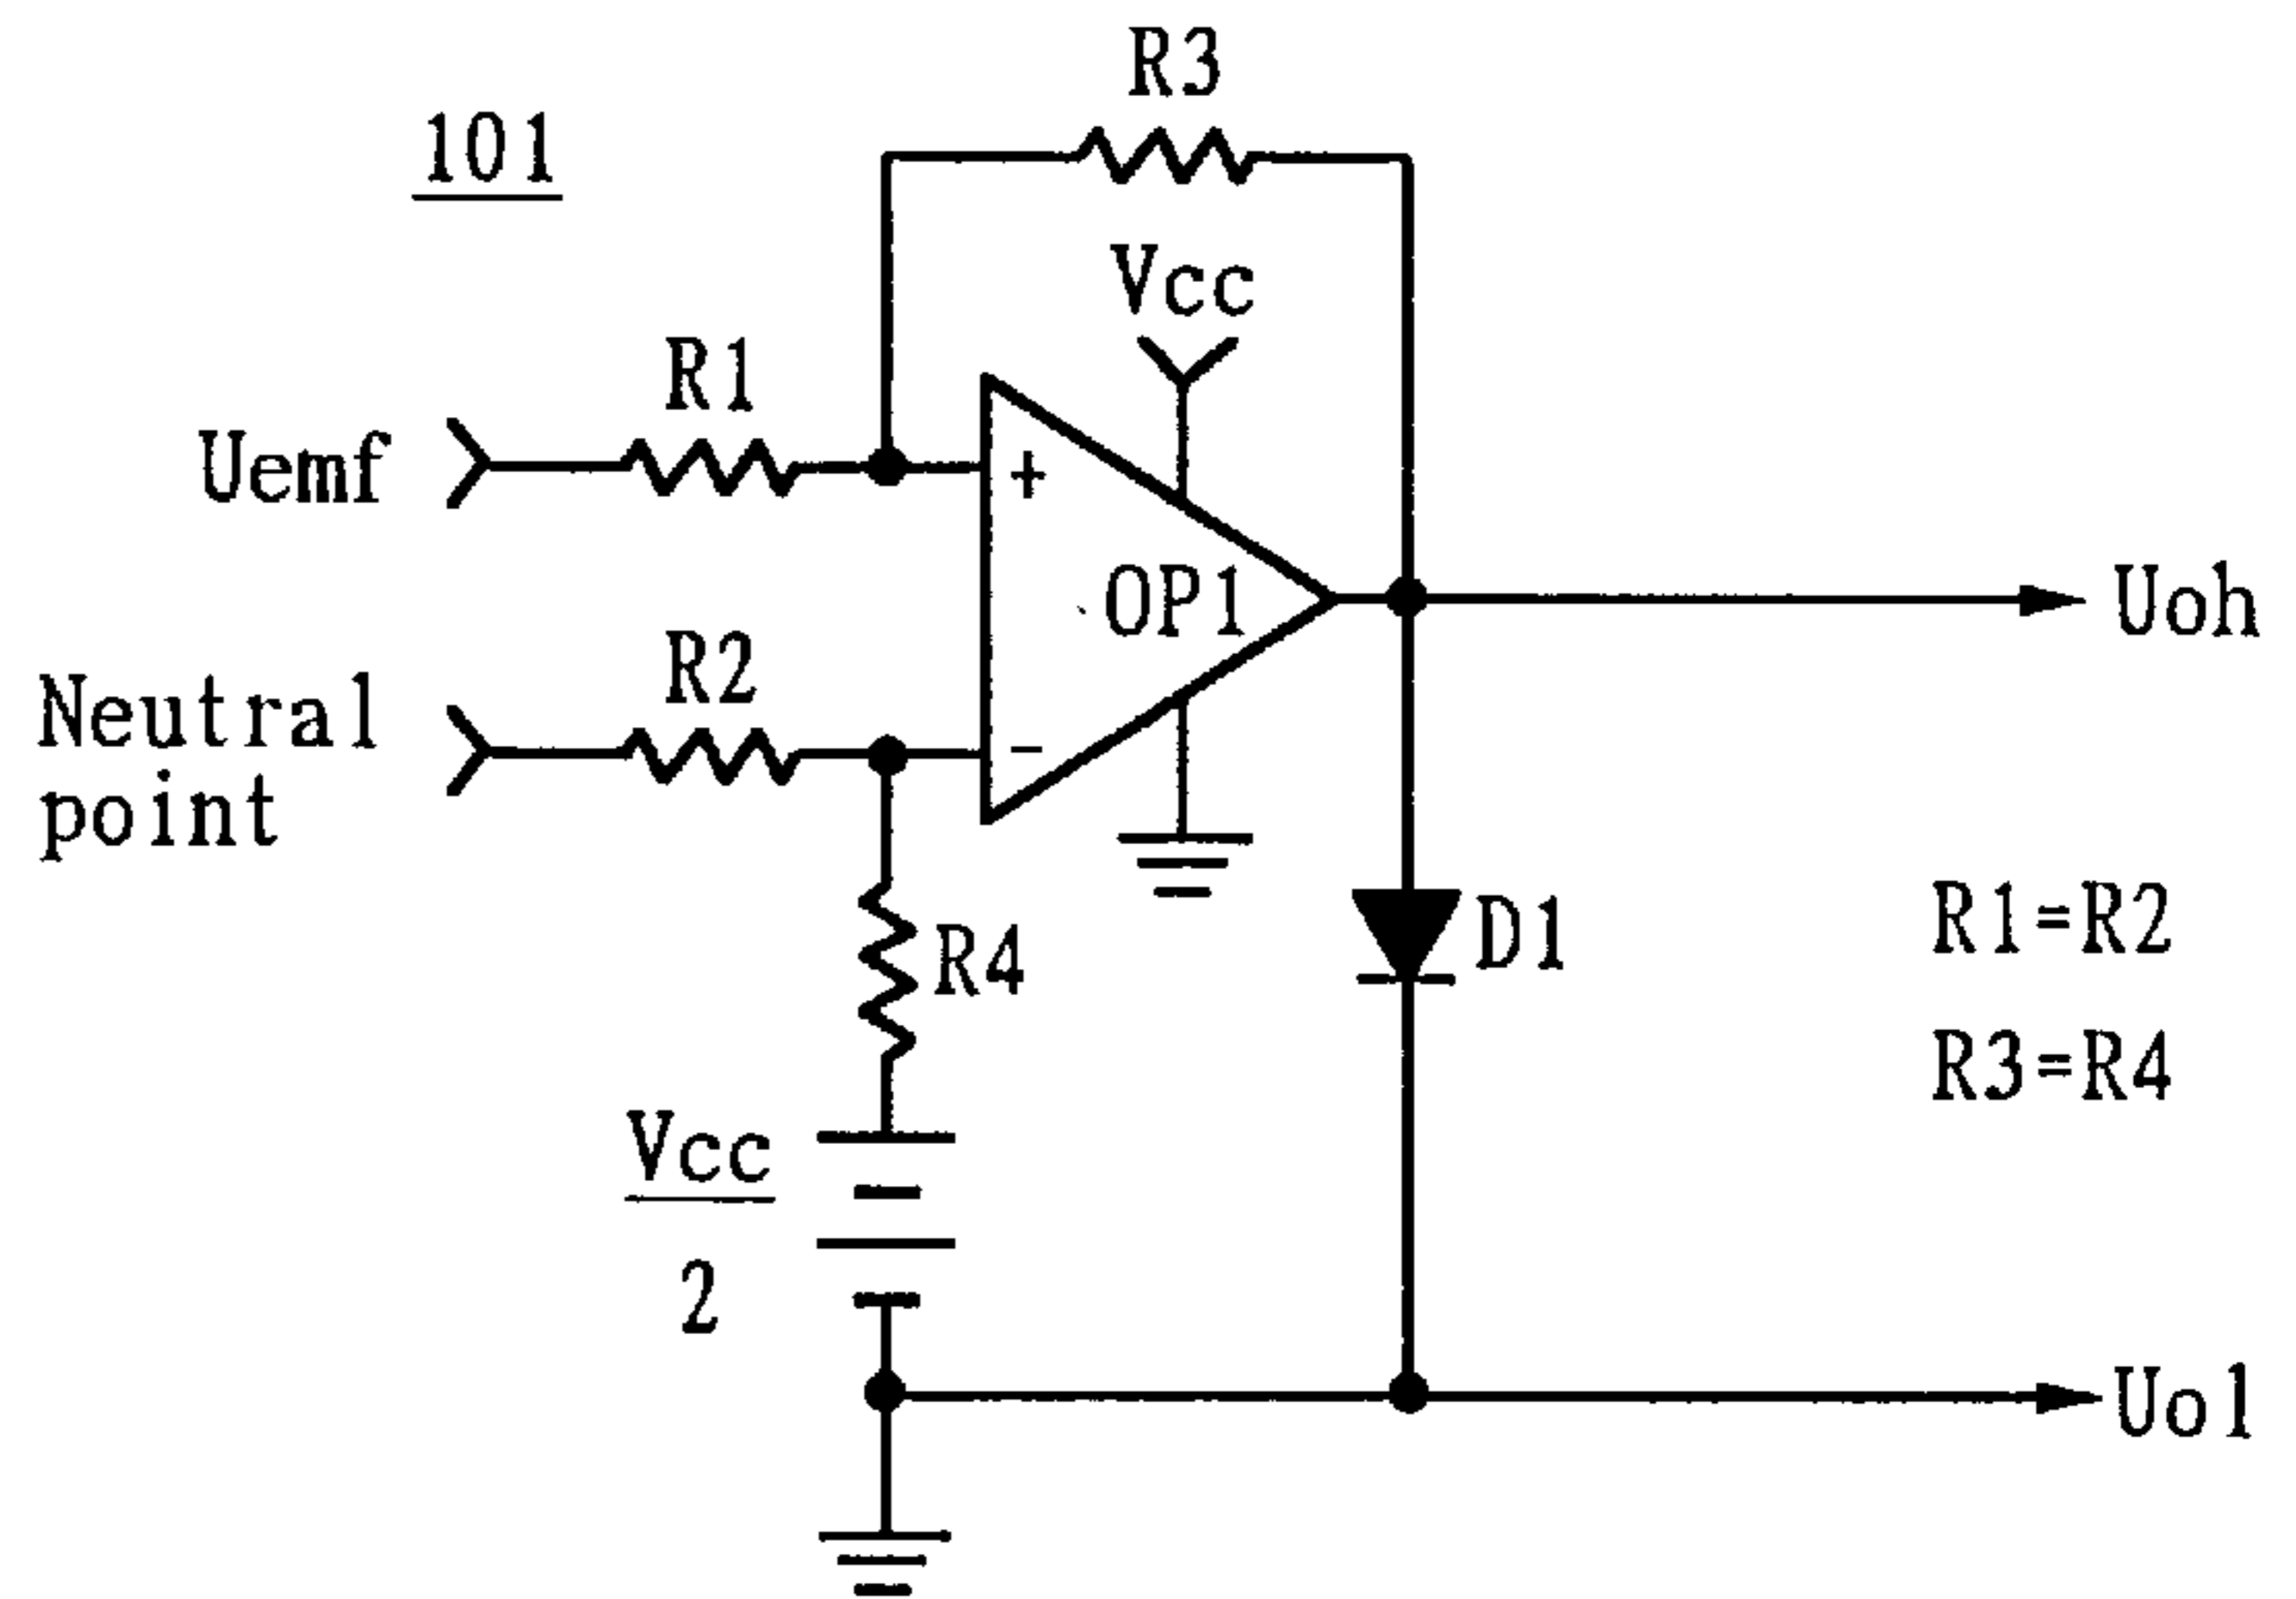 R3
101
Vcc
R1
Uemf
+
OP1
Uoh
R2
Neutral
point
-
R4
D1
R1=R2
R3=R4
Vcc
2
Uol